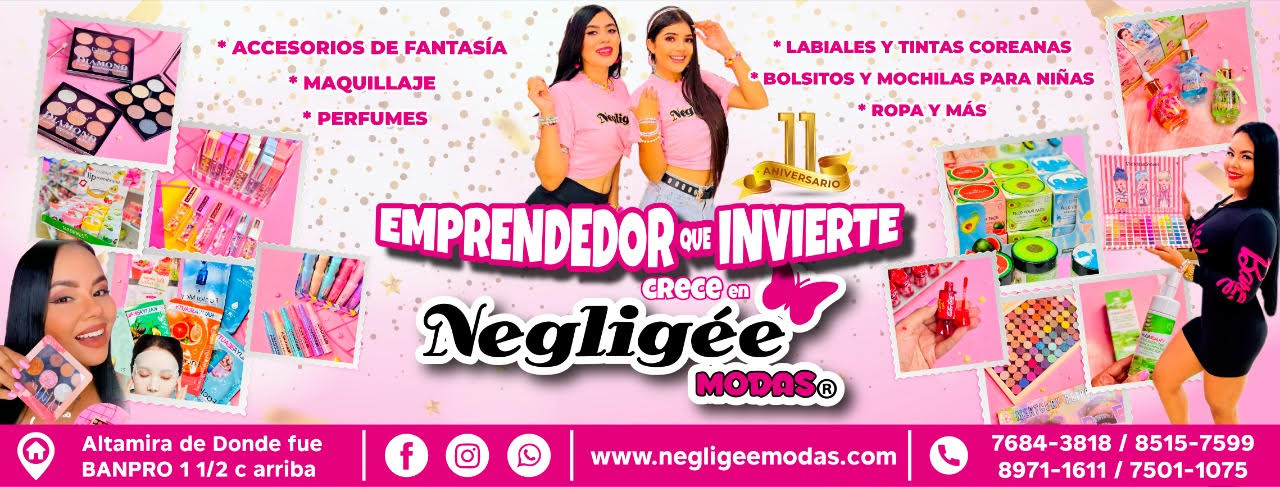 * ACCESORIOS DE FANTASÍA
* MAQUILLAJE
* PERFUMES
* LABIALES Y TINTAS COREANAS
* BOLSITOS Y MOCHILAS PARA NIÑAS
* ROPA Y MÁS
11
ANIVERSARIO
EMPRENDEDOR QUE INVIERTE
crece en
Negligée
MODAS®
DIAMOND
Altamira de Donde fue
BANPRO 1 1/2 c arriba
www.negligeemodas.com
7684-3818 / 8515-7599
8971-1611 / 7501-1075